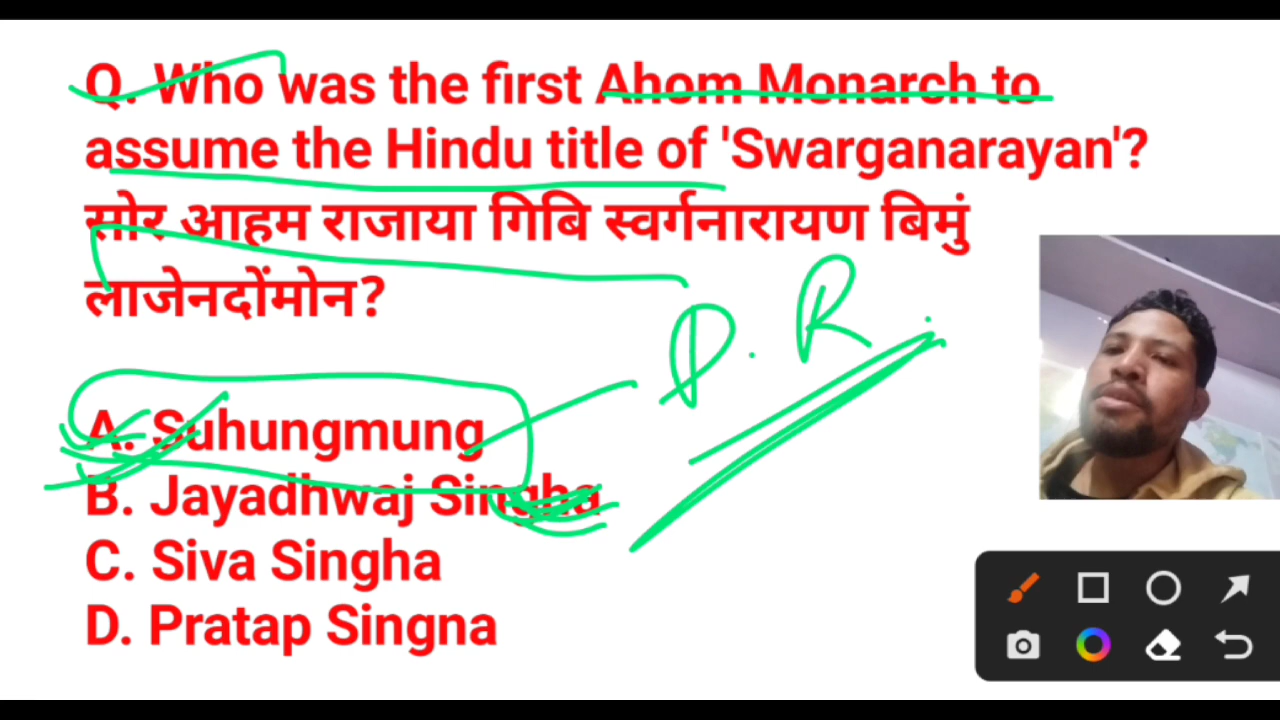 Q. Who was the first Ahom Monarch to
assume the Hindu title of 'Swarganarayan'?
सोर आहम राजाया गिबि स्वर्गनारायण बिमुं
लाजेनदोंमोन?
P. R.
A. Suhungmung
B. Jayadhwaj Singha
C. Siva Singha
D. Pratap Singna